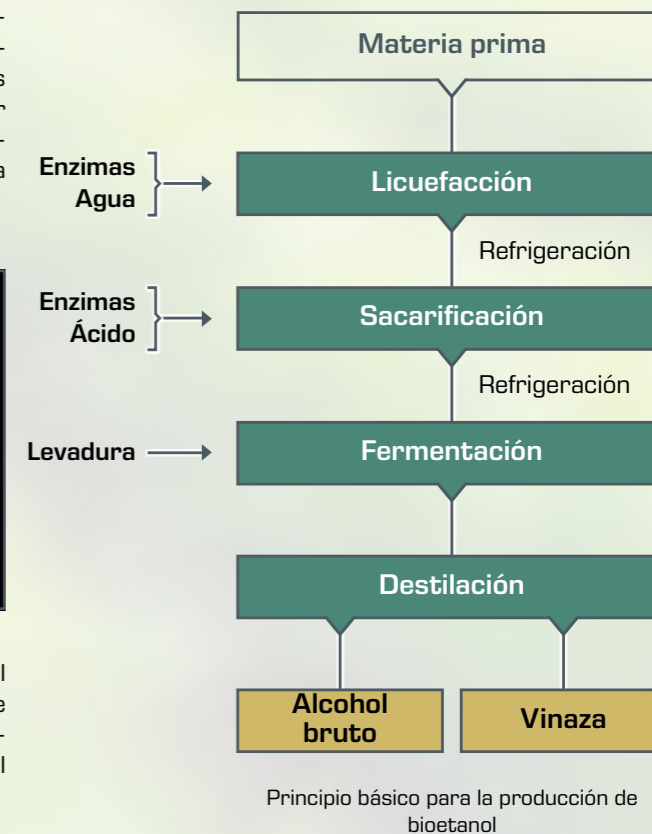 Materia prima
Enzimas
Agua
Licuefacción
Refrigeración
Enzimas
Ácido
Sacarificación
Refrigeración
Levadura
Fermentación
Destilación
Alcohol
bruto
Vinaza
Principio básico para la producción de
bioetanol